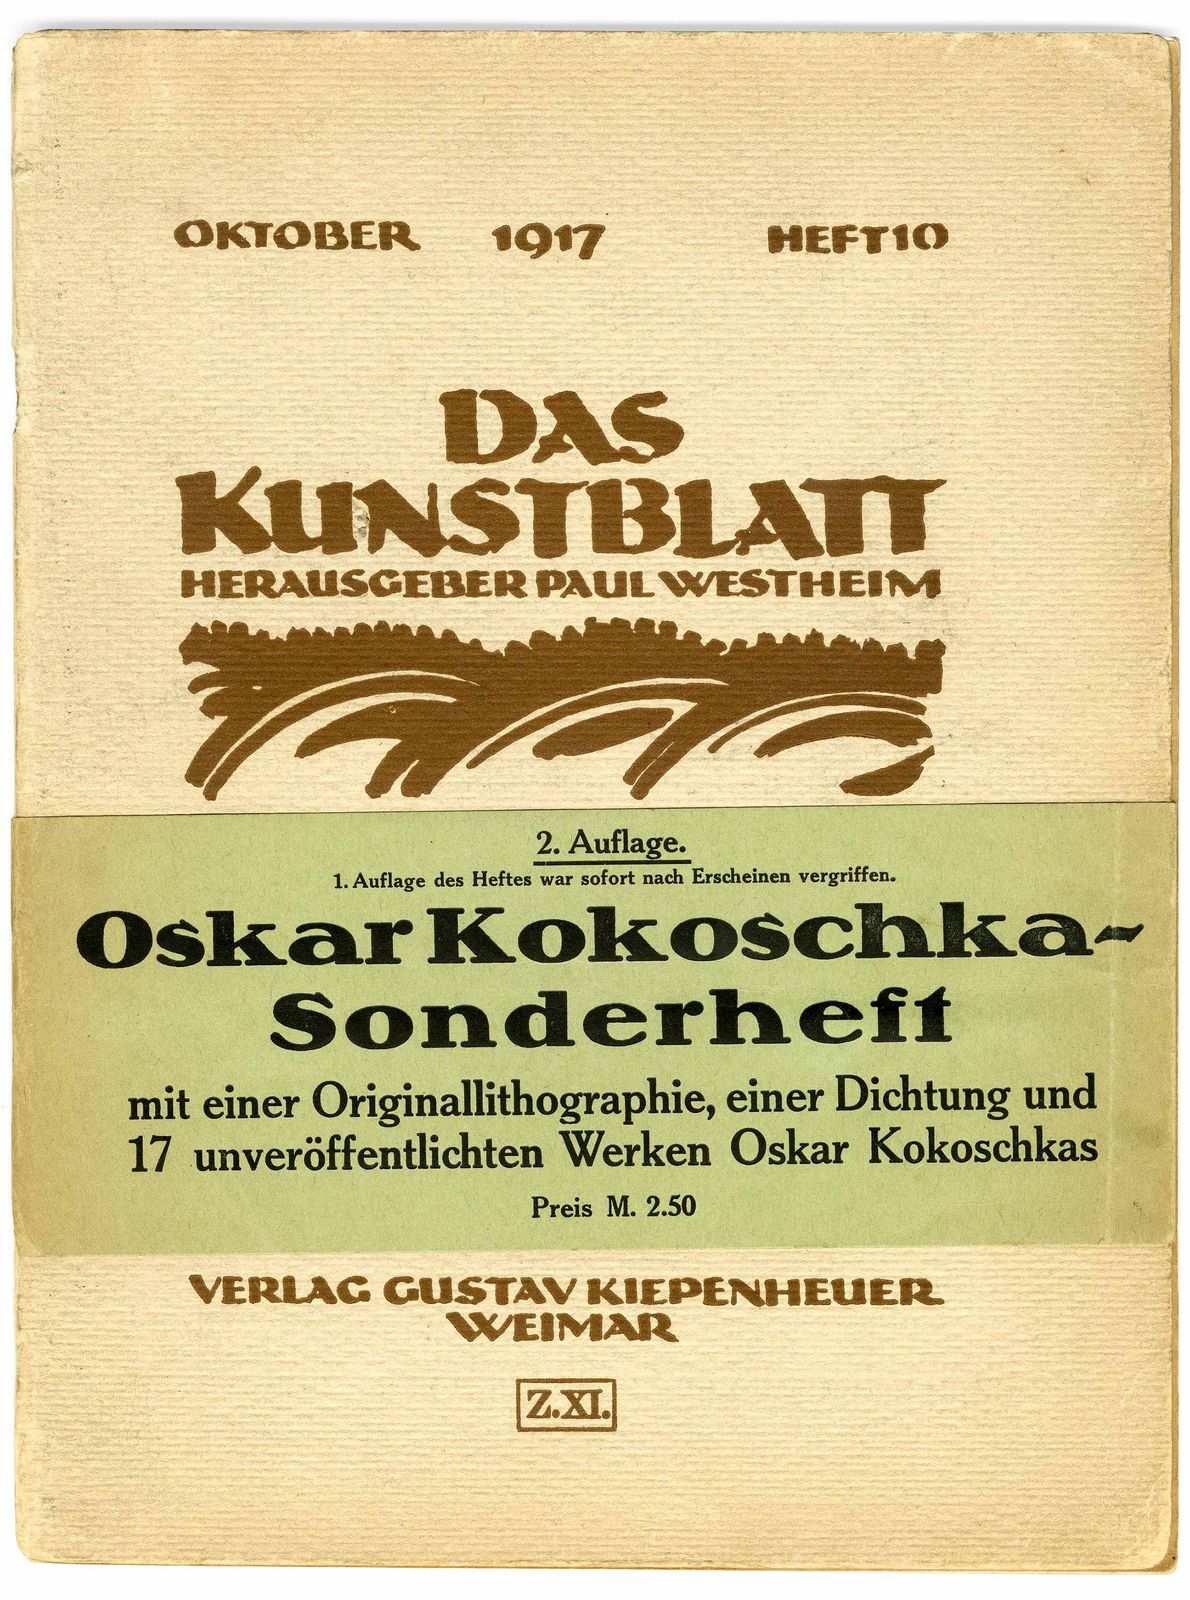 OKTOBER 1917 HEFT 10
DAS
KUNSTBLATT
HERAUSGEBER PAUL WESTHEIM
2. Auflage.
1. Auflage des Heftes war sofort nach Erscheinen vergriffen.
Oskar Kokoschka-
Sonderheft
mit einer Originallithographie, einer Dichtung und
17 unveröffentlichten Werken Oskar Kokoschkas
Preis M. 2.50
VERLAG GUSTAV KIEPENHEUER
WEIMAR
Z.XI.